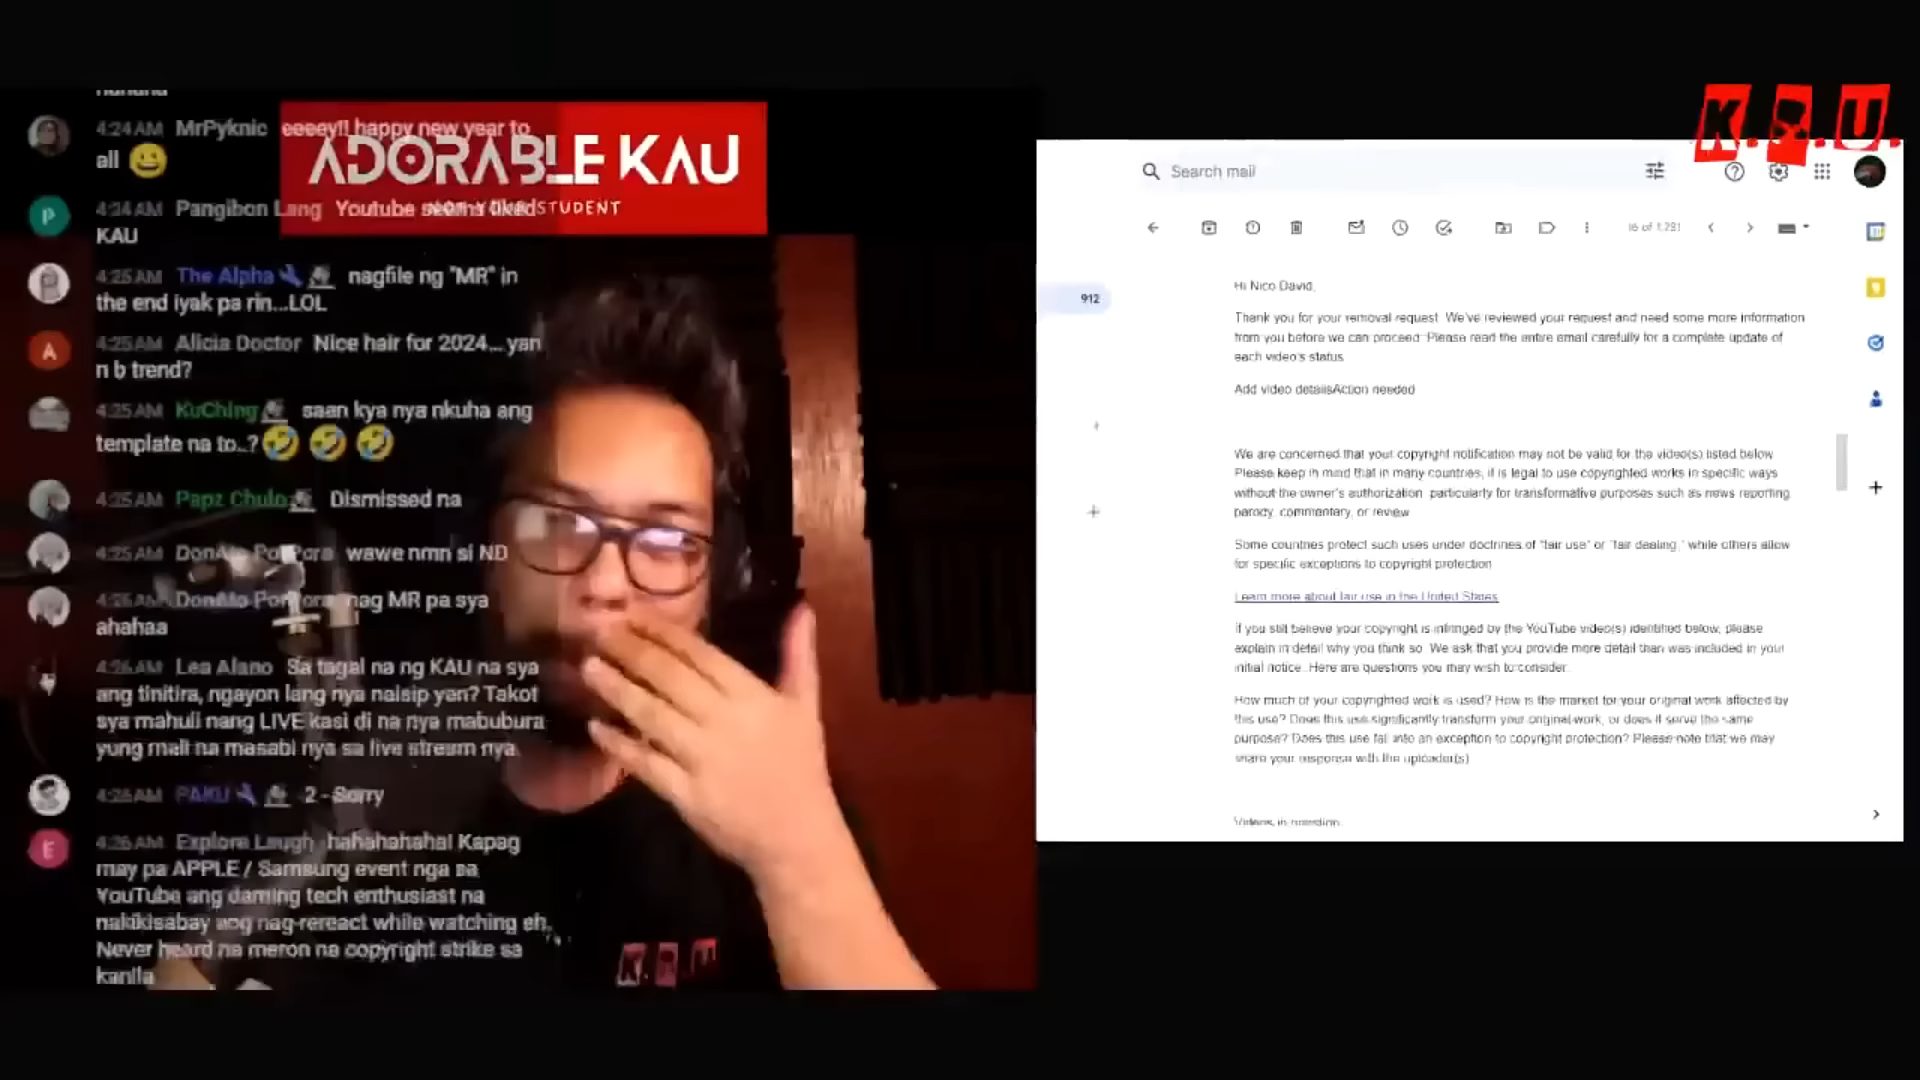 4:24 AM MrPyknic eeeey!! happy new year to
all
4:24 AM Pangibon Lang Youtube seems liked
KAU
4:25 AM The Alpha nagfile ng "MR" in
the end iyak pa rin...LOL
4:25 AM Alicia Doctor Nice hair for 2024... yan
n b trend?
4:25 AM KuChing saan kya nya nkuha ang
template na to..?
4:25 AM Papz Chulo Dismissed na
4:25 AM wawe nmn si ND
nag MR pa sya
ahahaa
4:26 AM Lea Alano Sa tagal na ng KAU na sya
ang tinitira, ngayon lang nya naisip yan? Takot
sya mahuli nang LIVE kasi di na nya mabubura
yung mali na masabi nya sa live stream nya.
4:26 AM PAKU 2 - Sorry
4:26 AM Explore Laugh hahahahaha! Kapag
may pa APPLE / Samsung event nga sa
YouTube ang daming tech enthusiast na
nakikisabay ang nag-rereact while watching eh,
Never heard na meron na copyright strike sa
kanila
ADORABLE KAU
STUDENT
K.A.U
K.A.U.
Search mail
16 of 1,281
912
Hi Nico David,
Thank you for your removal request. We've reviewed your request and need some more information
from you before we can proceed. Please read the entire email carefully for a complete update of
each video's status.
Add video detailsAction needed
We are concerned that your copyright notification may not be valid for the video(s) listed below.
Please keep in mind that in many countries, it is legal to use copyrighted works in specific ways
without the owner's authorization, particularly for transformative purposes such as news reporting,
parody, commentary, or review.
Some countries protect such uses under doctrines of "fair use" or "fair dealing," while others allow
for specific exceptions to copyright protection.
Learn more about fair use in the United States.
If you still believe your copyright is infringed by the YouTube video(s) identified below, please
explain in detail why you think so. We ask that you provide more detail than was included in your
initial notice. Here are questions you may wish to consider:
How much of your copyrighted work is used? How is the market for your original work affected by
this use? Does this use significantly transform your original work, or does it serve the same
purpose? Does this use fall into an exception to copyright protection? Please note that we may
share your response with the uploader(s).
Videos in question: